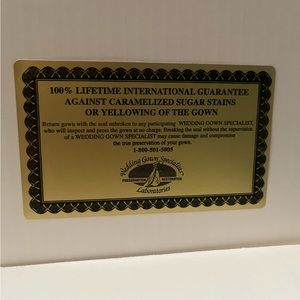 100% LIFETIME INTERNATIONAL GUARANTEE
AGAINST CARAMELIZED SUGAR STAINS
OR YELLOWING OF THE GOWN
Return gown with the seal unbroken to any participating WEDDING GOWN SPECIALIST,
who will inspect and press the gown at no charge. Breaking the seal without the supervision
of a WEDDING GOWN SPECIALIST may cause damage and compromise
the true preservation of your gown.
1-800-501-5005
Wedding Gown Specialists
PRESERVATION RESTORATION
Laboratories